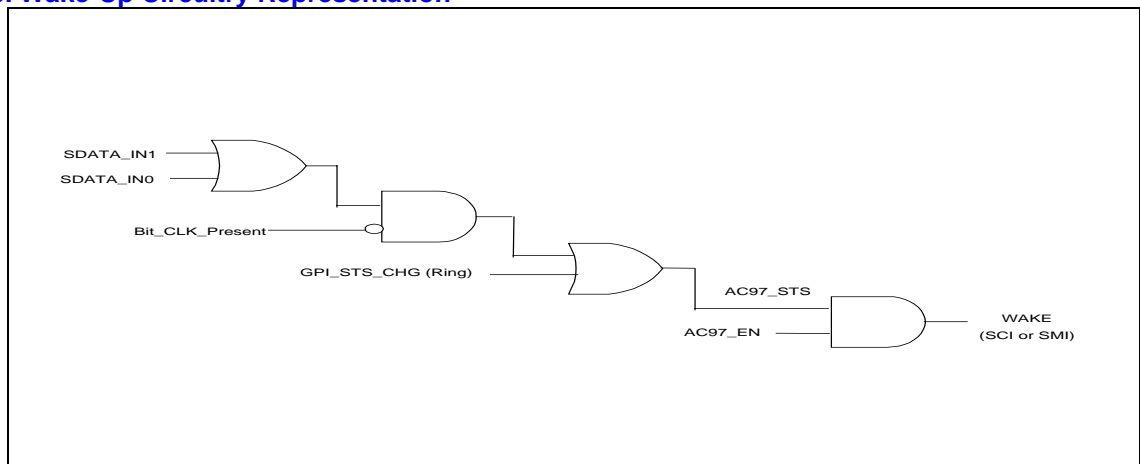 Wake-Up Circuitry Representation
SDATA_IN1
SDATA_IN0
Bit_CLK_Present
GPI_STS_CHG (Ring)
AC97_STS
AC97_EN
WAKE
(SCI or SMI)